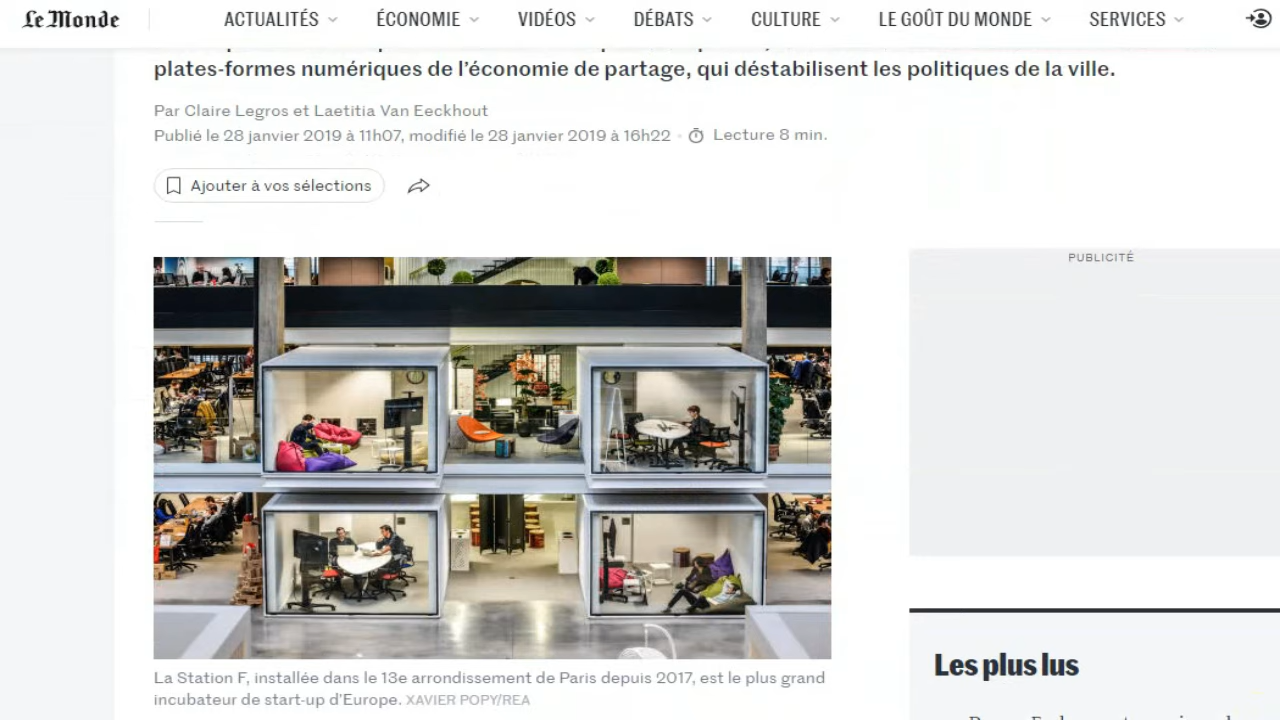 Le Monde
ACTUALITÉS
ÉCONOMIE
VIDÉOS
DÉBATS
CULTURE
LE GOÛT DU MONDE
SERVICES
plates-formes numériques de l'économie de partage, qui déstabilisent les politiques de la ville.
Par Claire Legros et Laetitia Van Eeckhout
Publié le 28 janvier 2019 à 11h07, modifié le 28 janvier 2019 à 16h22 • Lecture 8 min.
Ajouter à vos sélections
PUBLICITÉ
La Station F, installée dans le 13e arrondissement de Paris depuis 2017, est le plus grand
incubateur de start-up d'Europe. XAVIER POPY/REA
Les plus lus